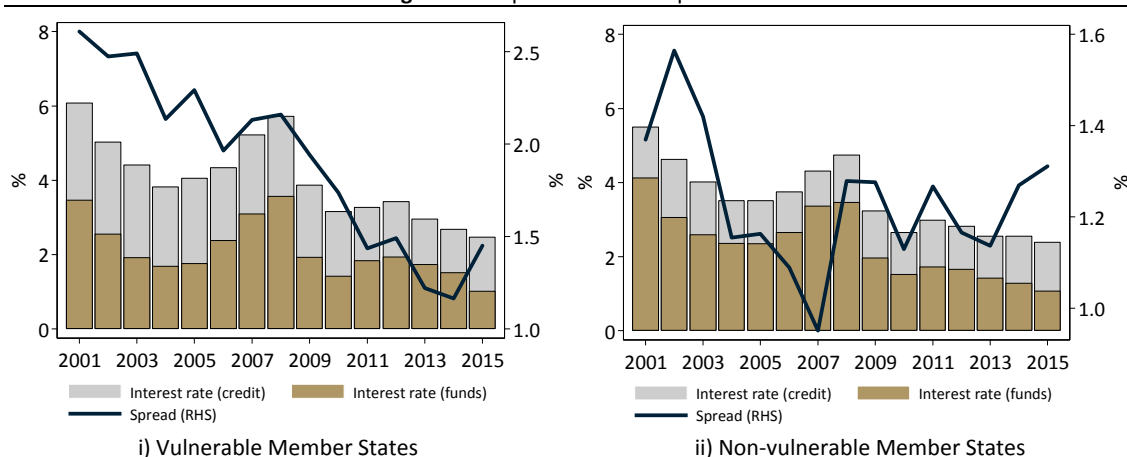 8
6
4
2
0
%
2.5
2.0
1.5
1.0
%
2001 2003 2005 2007 2009 2011 2013 2015
Interest rate (credit) Interest rate (funds)
Spread (RHS)
i) Vulnerable Member States
8
6
4
2
0
%
1.6
1.4
1.2
1.0
%
2001 2003 2005 2007 2009 2011 2013 2015
Interest rate (credit) Interest rate (funds)
Spread (RHS)
ii) Non-vulnerable Member States